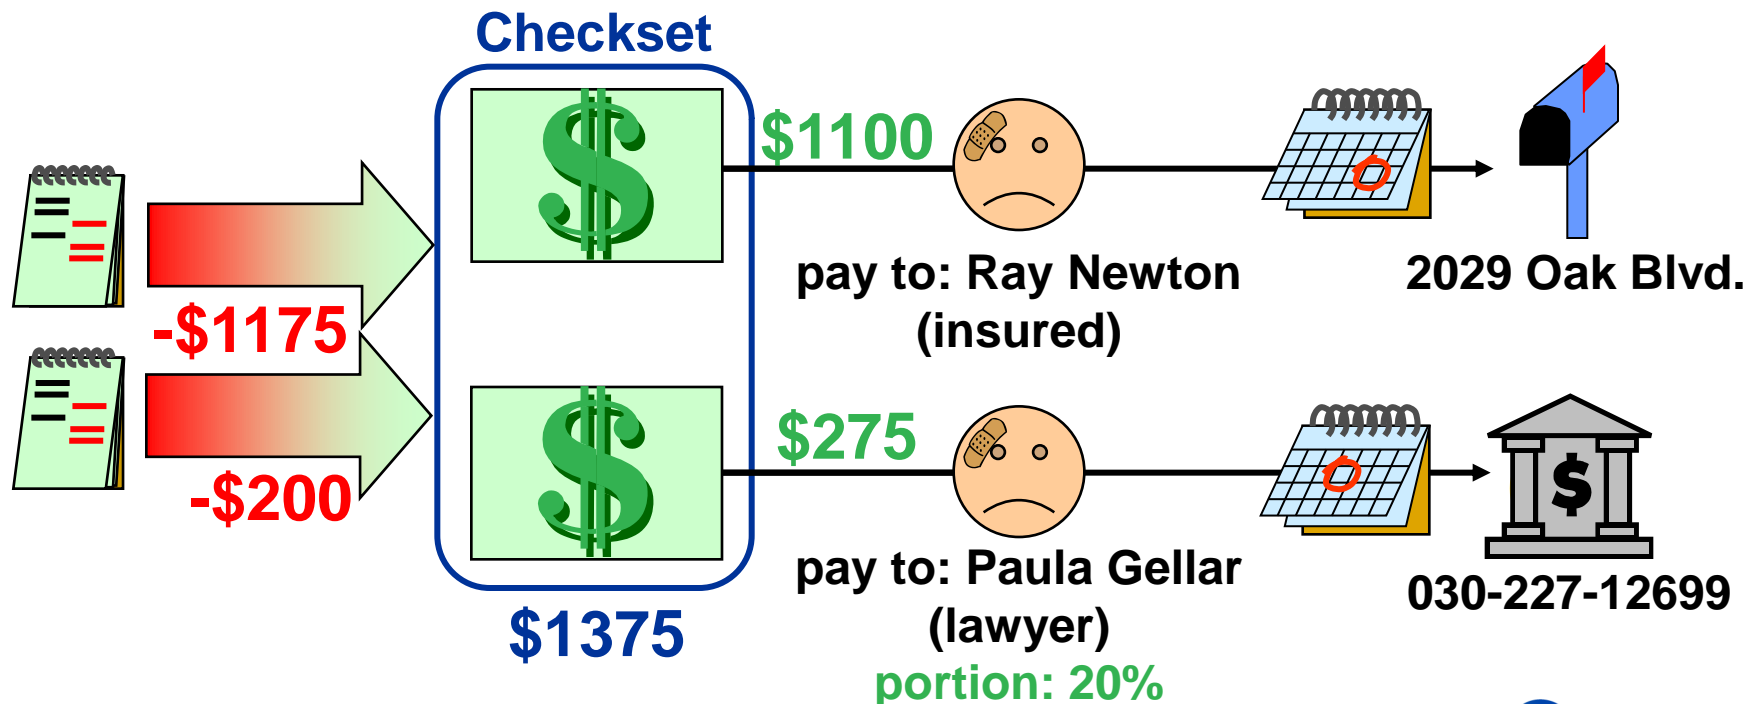 Checkset
$1100
-$1175
pay to: Ray Newton
(insured)
2029 Oak Blvd.
-$200
$275
pay to: Paula Gellar
(lawyer)
portion: 20%
$
030-227-12699
$1375